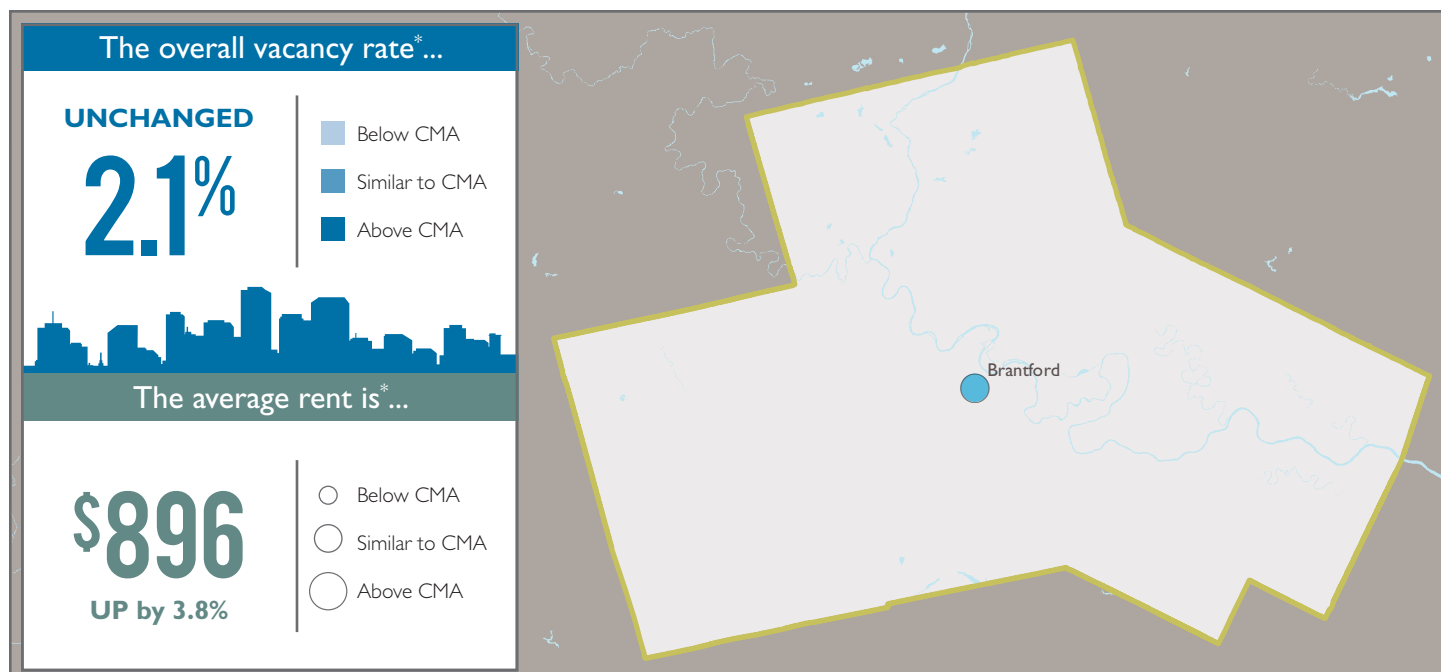 The overall vacancy rate*...
UNCHANGED
2.1%
Below CMA
Similar to CMA
Above CMA
The average rent is*...
$896
UP by 3.8%
Below CMA
Similar to CMA
Above CMA
Brantford